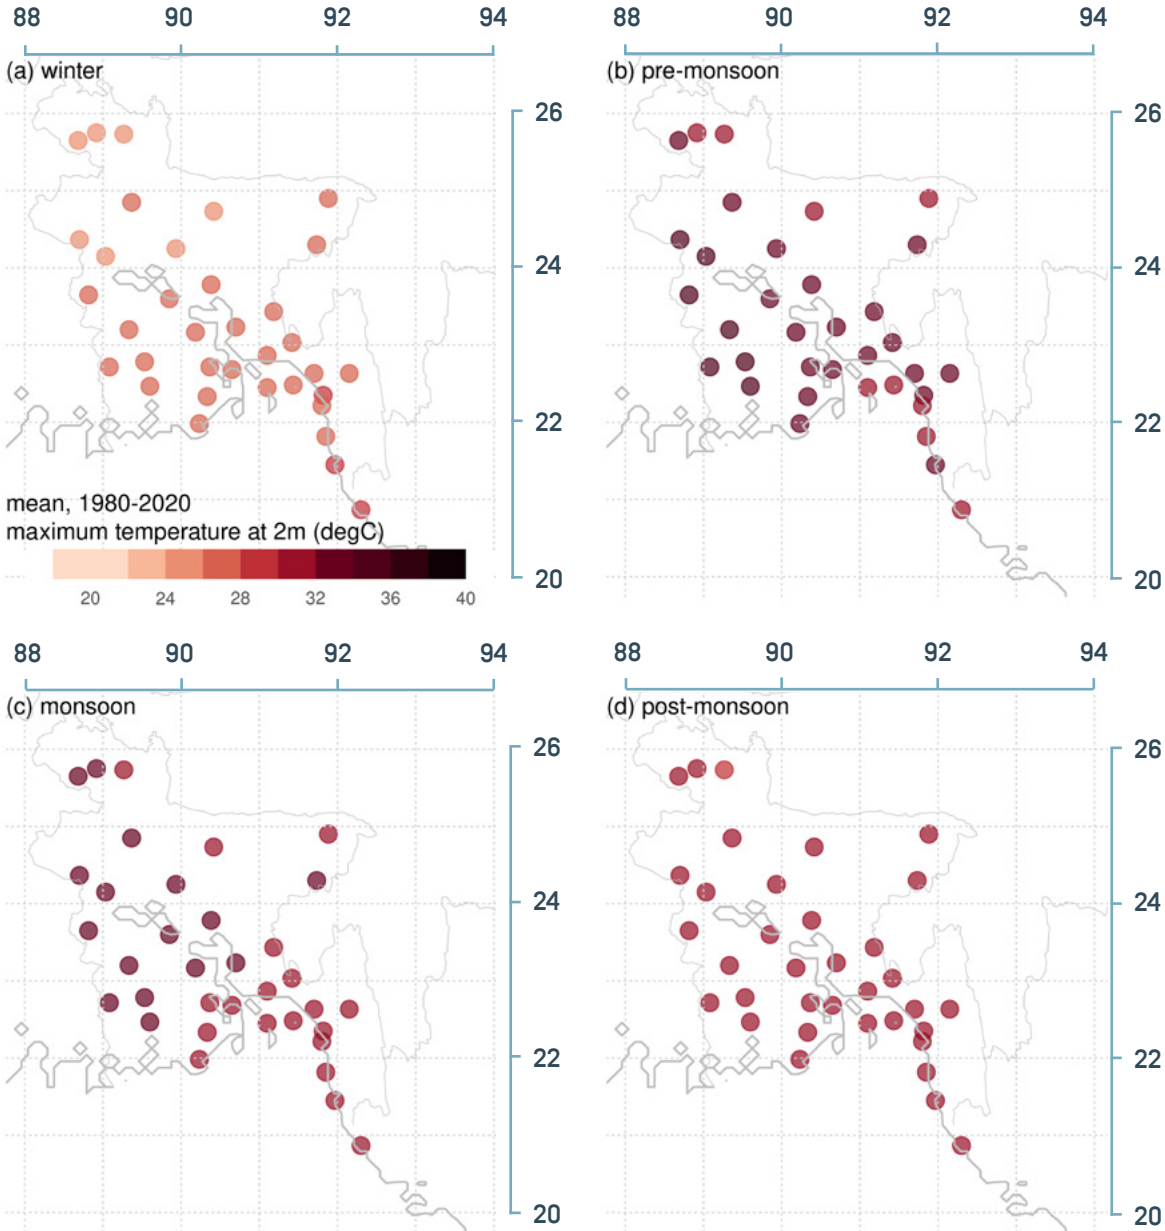 88 90 92 94
88 90 92 94
(a) winter
(b) pre-monsoon
26
26
24
24
22
22
mean, 1980-2020
maximum temperature at 2m (degC)
20
20
20 24 28 32 36 40
88 90 92 94
88 90 92 94
(c) monsoon
(d) post-monsoon
26
26
24
24
22
22
20
20